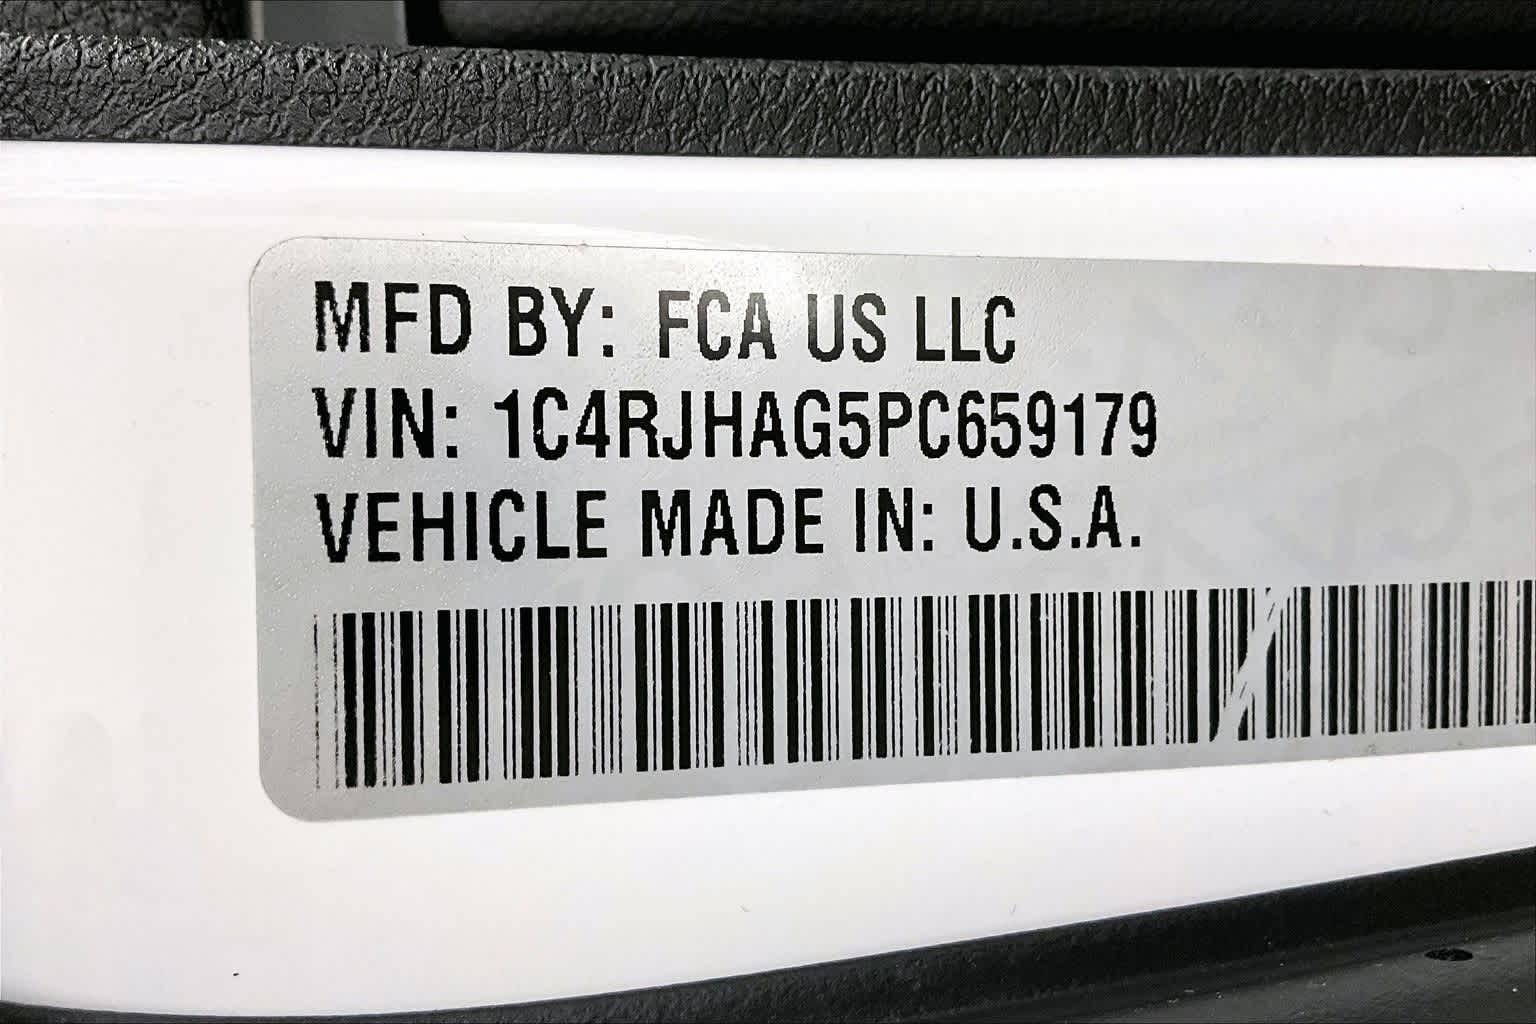 MFD BY: FCA US LLC
VIN: 1C4RJHAG5PC659179
VEHICLE MADE IN: U.S.A.